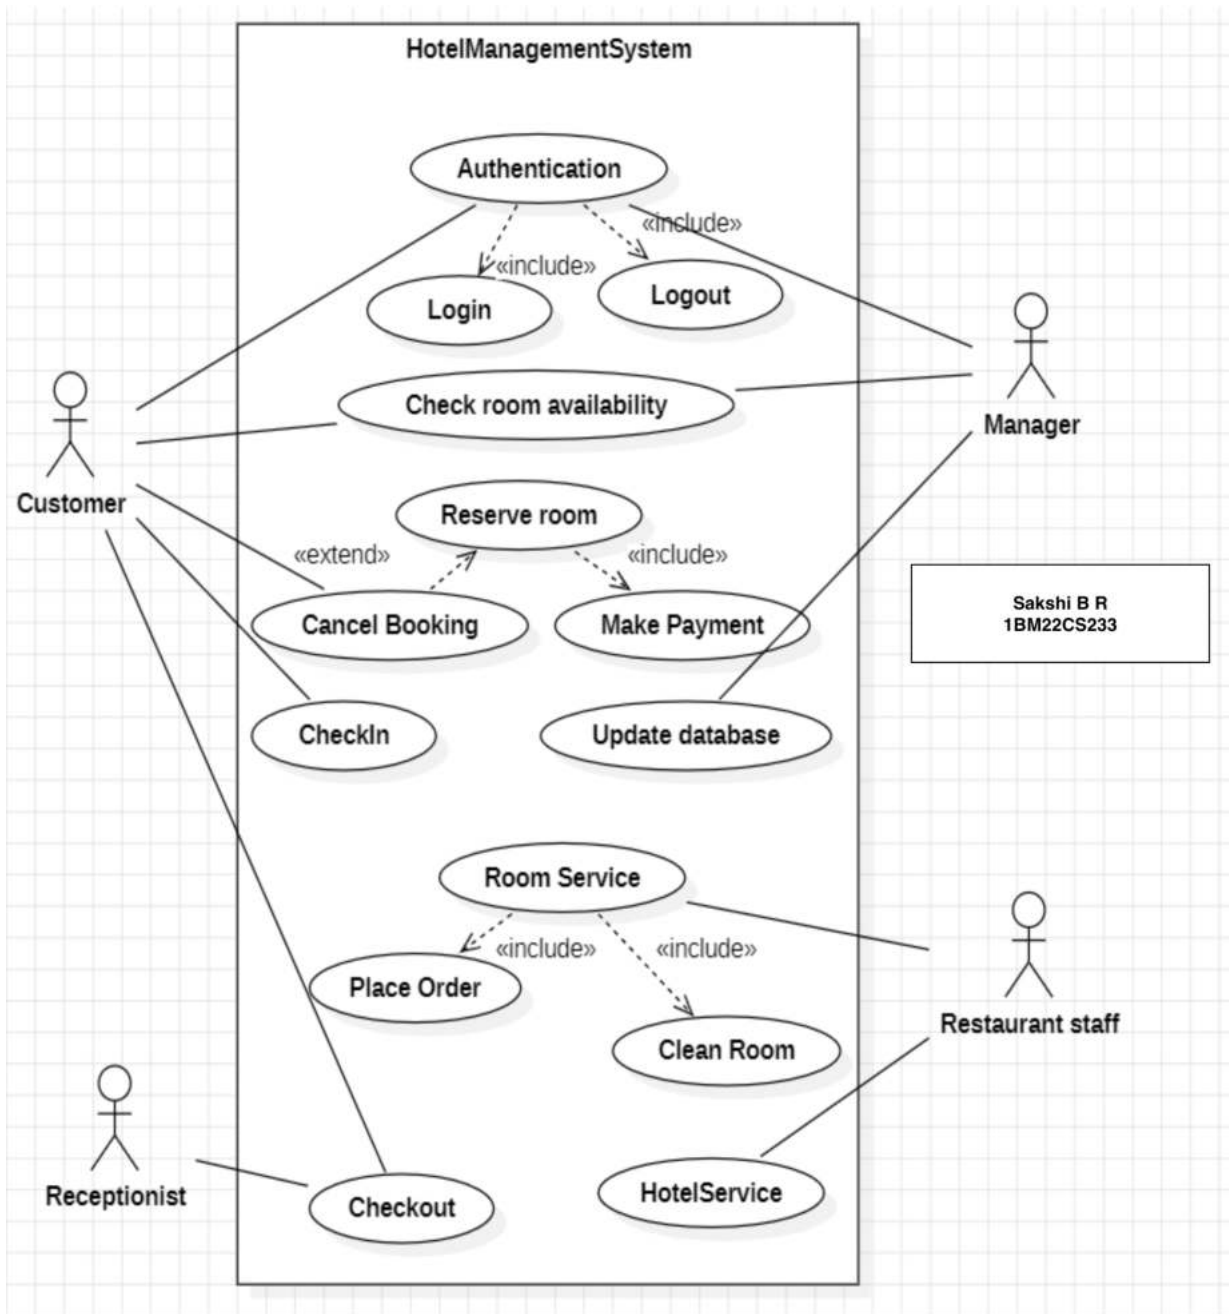 HotelManagementSystem
Authentication
«include»
«include»
Login
Logout
Check room availability
Manager
Customer
Reserve room
«extend»
«include»
Cancel Booking
Make Payment
Sakshi B R
1BM22CS233
CheckIn
Update database
Room Service
«include»
«include»
Place Order
Restaurant staff
Clean Room
Receptionist
HotelService
Checkout